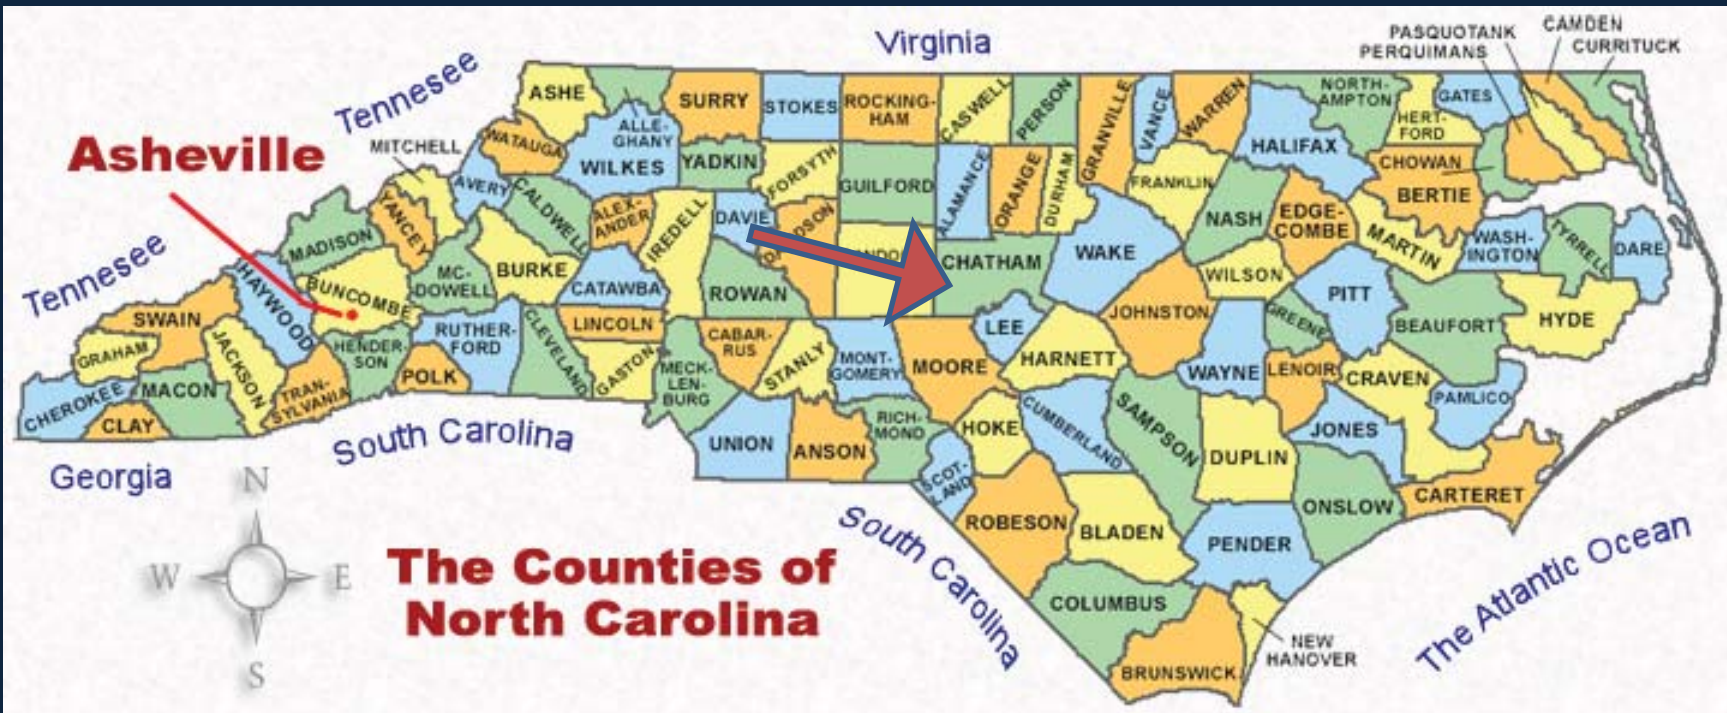 Virginia
PASQUOTANK
CAMDEN
PERQUIMANS
CURRITUCK
Tennesee
ASHE
ALLE-
GHANY
SURRY
STOKES
ROCKING-
HAM
CASWELL
PERSON
GRANVILLE
VANCE
WARREN
NORTH-
AMPTON
GATES
HERT-
FORD
HALIFAX
Asheville
MITCHELL
WATAUGA
WILKES
YADKIN
FORSYTH
GUILFORD
ALAMANCE
ORANGE
DURHAM
FRANKLIN
CHOWAN
BERTIE
AVERY
CALDWELL
ALEX-
ANDER
IREDELL
DAVIE
NASH
EDGE-
COMBE
MARTIN
WASH-
INGTON
TYRRELL
DARE
Tennesee
MADISON
YANCEY
MC-
DOWELL
BURKE
CATAWBA
ROWAN
CHATHAM
WAKE
WILSON
PITT
HAYWOOD
BUNCOMBE
SWAIN
GRAHAM
JACKSON
HENDER-
SON
RUTHER-
FORD
CLEVELAND
LINCOLN
GASTON
CABAR-
RUS
STANLY
MONT-
GOMERY
MOORE
LEE
HARNETT
JOHNSTON
GREENE
BEAUFORT
HYDE
CHEROKEE
MACON
CLAY
TRAN-
SYLVANIA
POLK
MECK-
LEN-
BURG
WAYNE
LENOIR
CRAVEN
PAMLICO
UNION
ANSON
RICH-
MOND
HOKE
CUMBERLAND
SAMPSON
DUPLIN
JONES
Georgia
South Carolina
SCOT-
LAND
ROBESON
BLADEN
ONSLOW
CARTERET
N
W
E
S
The Counties of
North Carolina
South Carolina
PENDER
COLUMBUS
BRUNSWICK
NEW
HANOVER
The Atlantic Ocean